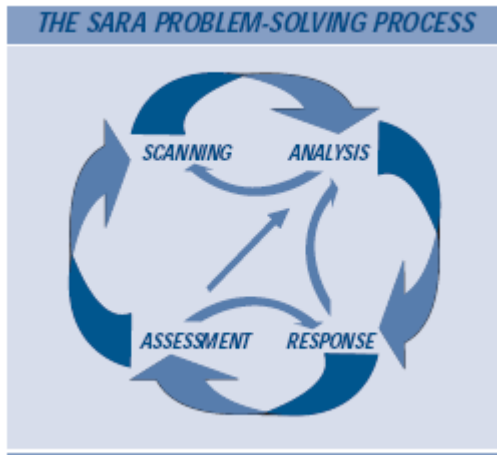 THE SARA PROBLEM-SOLVING PROCESS
SCANNING ANALYSIS
ASSESSMENT RESPONSE